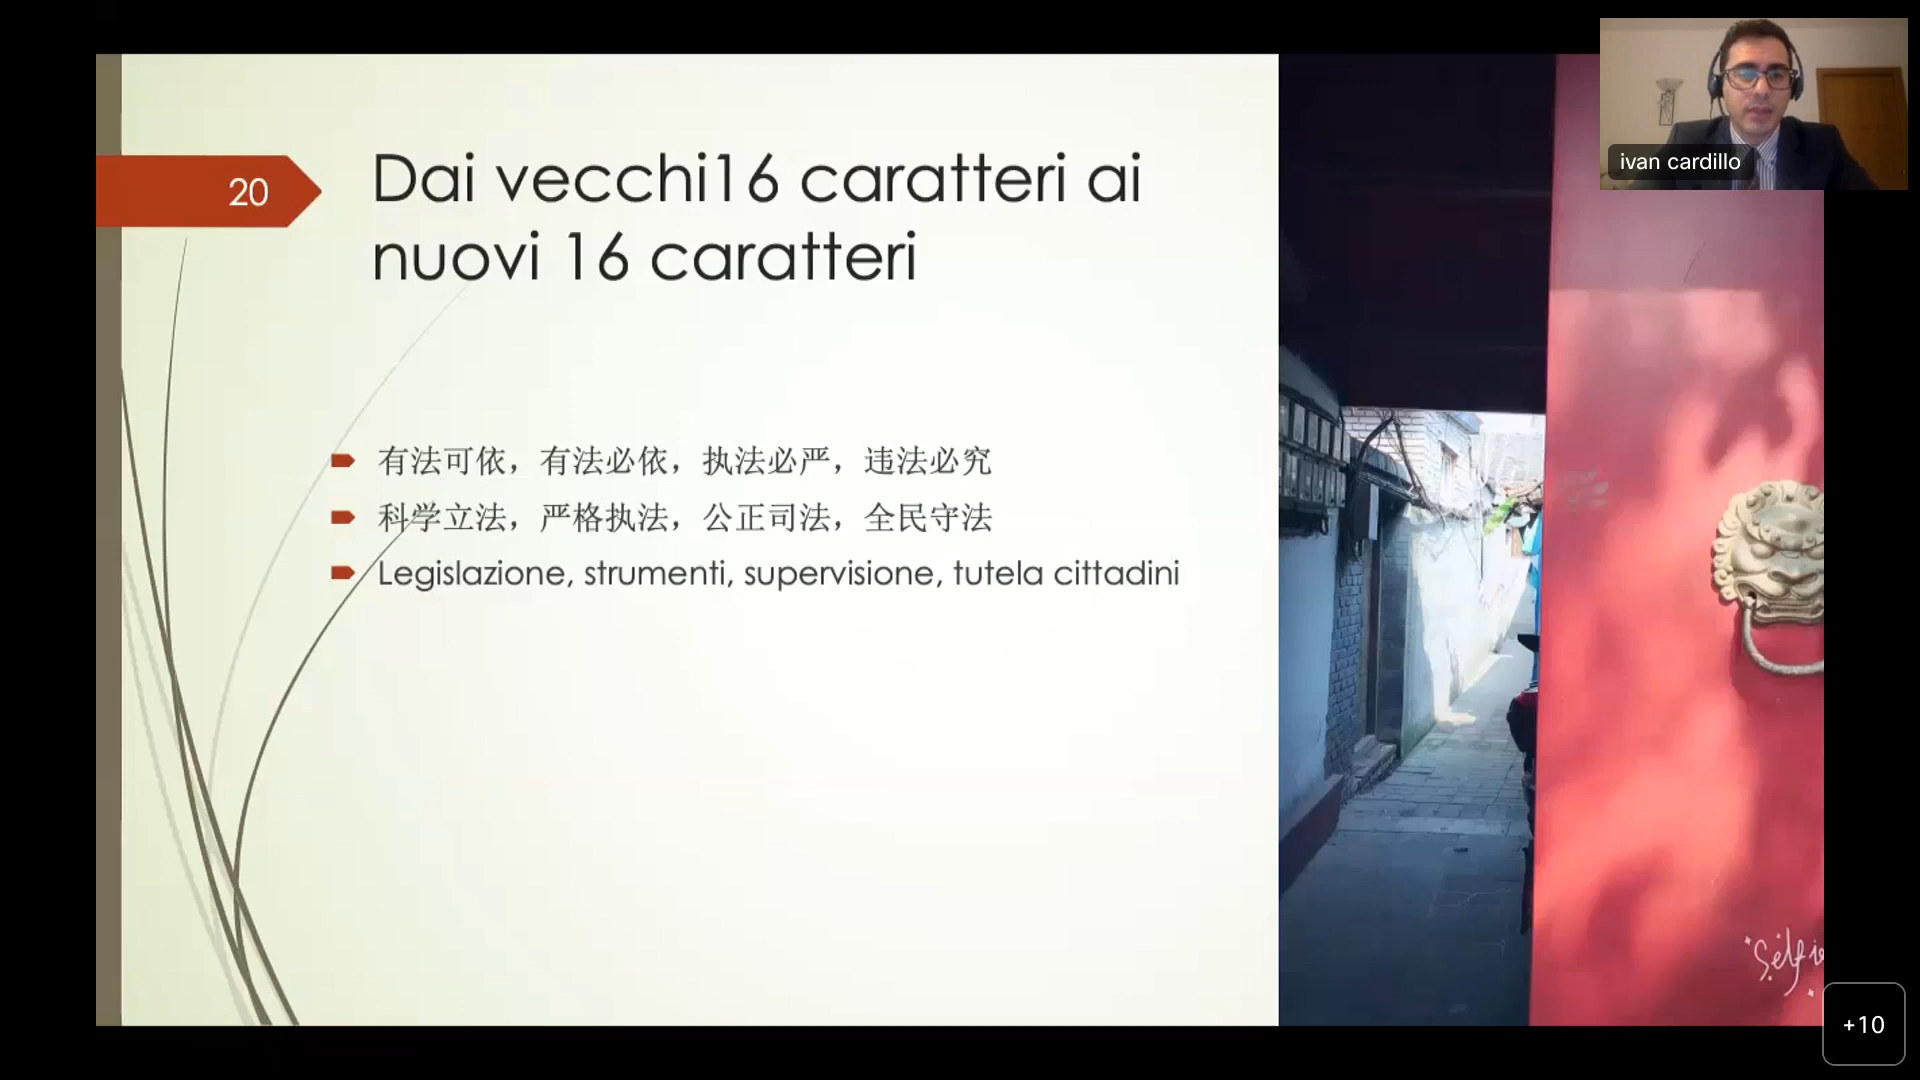 ivan cardillo
20
Dai vecchi16 caratteri ai
nuovi 16 caratteri
有法可依，有法必依，执法必严，违法必究
科学立法，严格执法，公正司法，全民守法
Legislazione, strumenti, supervisione, tutela cittadini
Selfie
+10